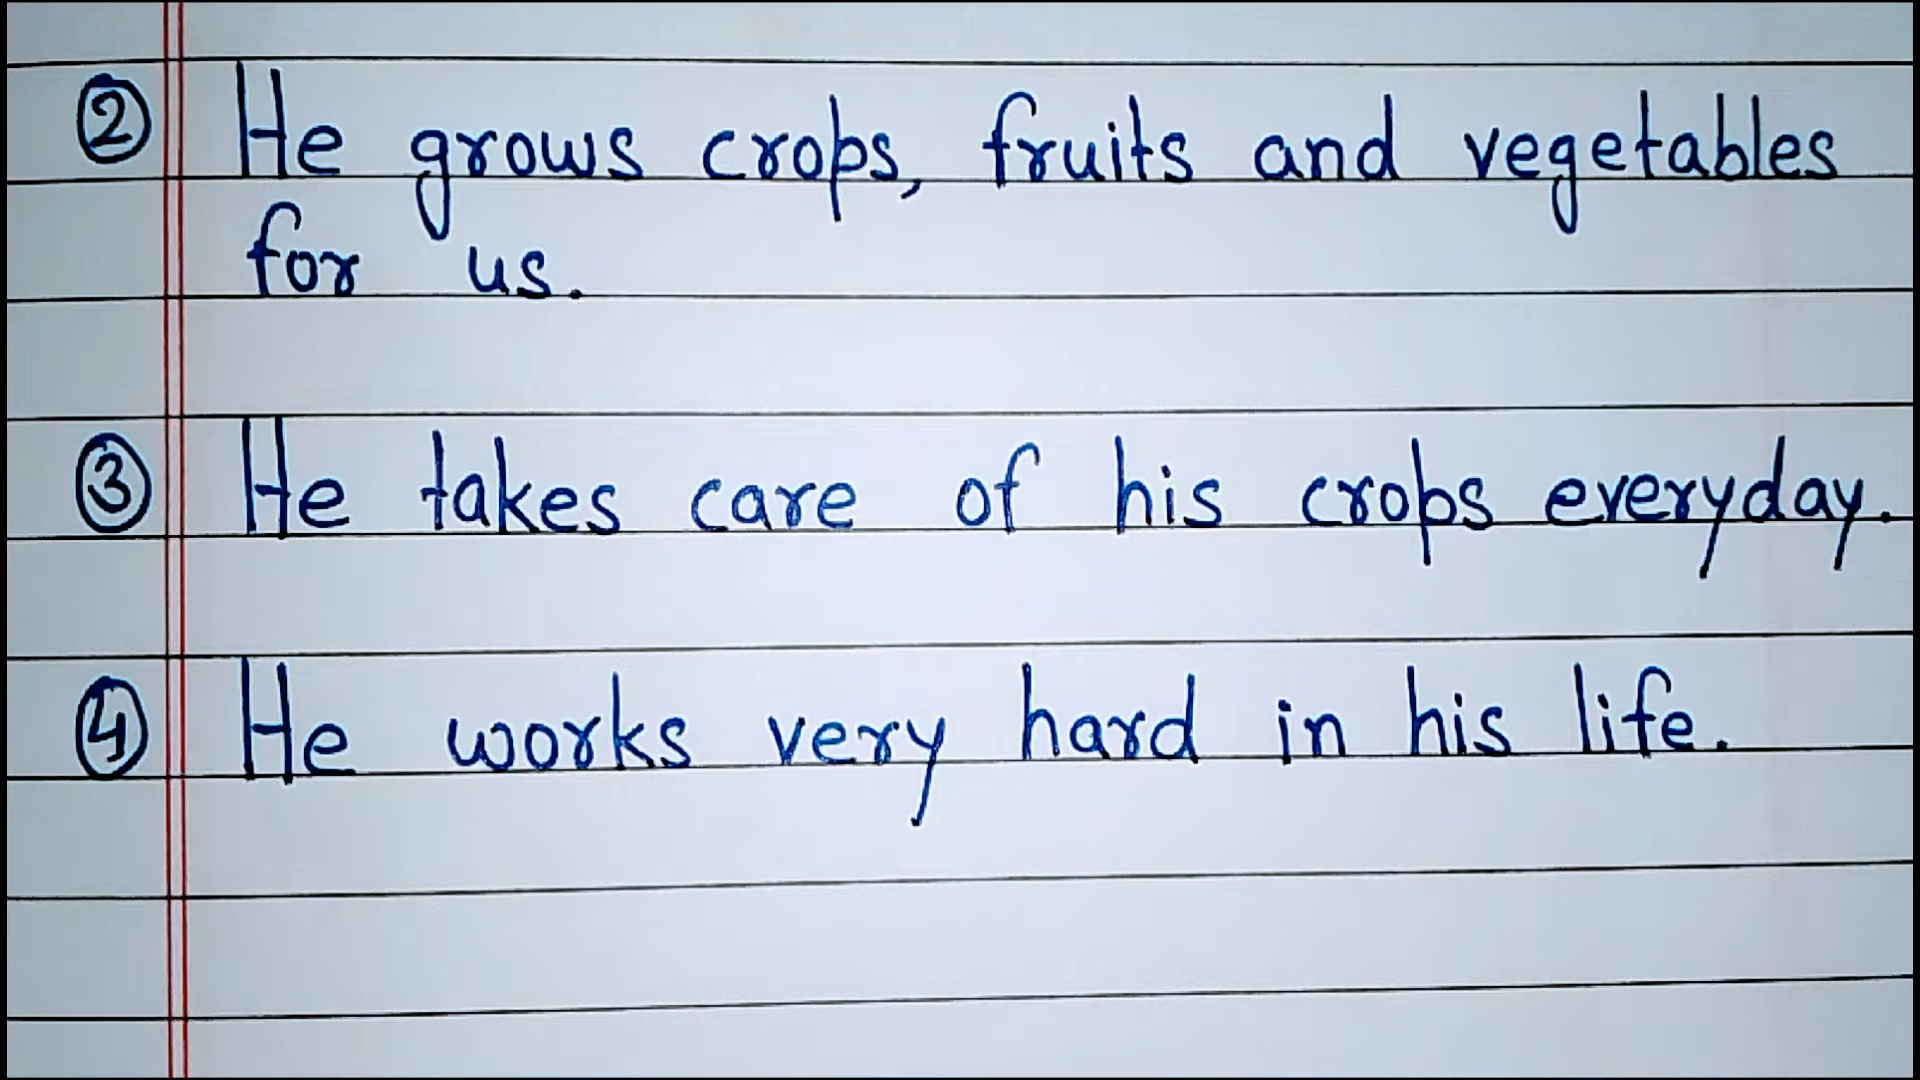 ② He grows crops, fruits and vegetables
for us.
③ He takes care of his crops everyday.
④ He works very hard in his life.